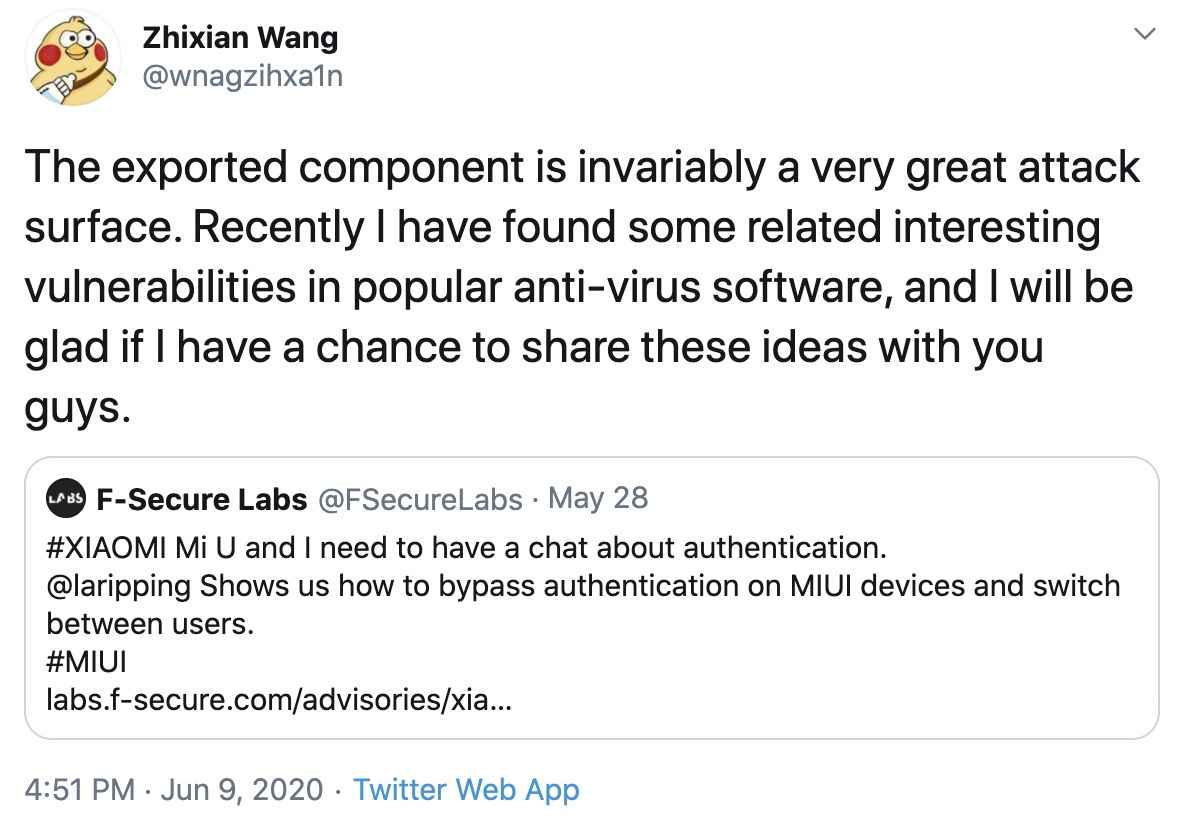 Zhixian Wang
@wnagzihxa1n
The exported component is invariably a very great attack
surface. Recently I have found some related interesting
vulnerabilities in popular anti-virus software, and I will be
glad if I have a chance to share these ideas with you
guys.
LABS F-Secure Labs @FSecureLabs · May 28
#XIAOMI Mi U and I need to have a chat about authentication.
@laripping Shows us how to bypass authentication on MIUI devices and switch
between users.
#MIUI
labs.f-secure.com/advisories/xia...
4:51 PM · Jun 9, 2020 · Twitter Web App